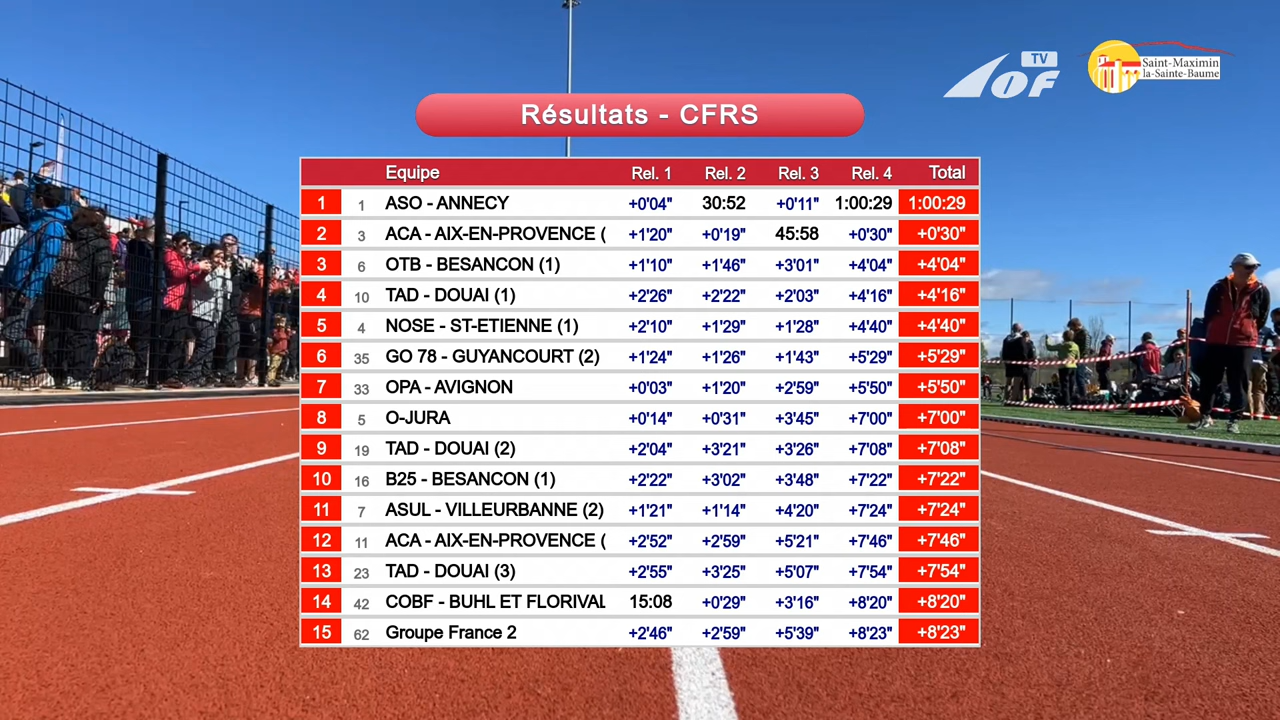 TV
OF
Saint-Maximin
la-Sainte-Baume
Résultats - CFRS
Equipe Rel. 1 Rel. 2 Rel. 3 Rel. 4 Total
1 1 ASO - ANNECY +0'04" 30:52 +0'11" 1:00:29 1:00:29
2 3 ACA - AIX-EN-PROVENCE ( +1'20" +0'19" 45:58 +0'30" +0'30"
3 6 OTB - BESANCON (1) +1'10" +1'46" +3'01" +4'04" +4'04"
4 10 TAD - DOUAI (1) +2'26" +2'22" +2'03" +4'16" +4'16"
5 4 NOSE - ST-ETIENNE (1) +2'10" +1'29" +1'28" +4'40" +4'40"
6 35 GO 78 - GUYANCOURT (2) +1'24" +1'26" +1'43" +5'29" +5'29"
7 33 OPA - AVIGNON +0'03" +1'20" +2'59" +5'50" +5'50"
8 5 O-JURA +0'14" +0'31" +3'45" +7'00" +7'00"
9 19 TAD - DOUAI (2) +2'04" +3'21" +3'26" +7'08" +7'08"
10 16 B25 - BESANCON (1) +2'22" +3'02" +3'48" +7'22" +7'22"
11 7 ASUL - VILLEURBANNE (2) +1'21" +1'14" +4'20" +7'24" +7'24"
12 11 ACA - AIX-EN-PROVENCE ( +2'52" +2'59" +5'21" +7'46" +7'46"
13 23 TAD - DOUAI (3) +2'55" +3'25" +5'07" +7'54" +7'54"
14 42 COBF - BUHL ET FLORIVAL 15:08 +0'29" +3'16" +8'20" +8'20"
15 62 Groupe France 2 +2'46" +2'59" +5'39" +8'23" +8'23"